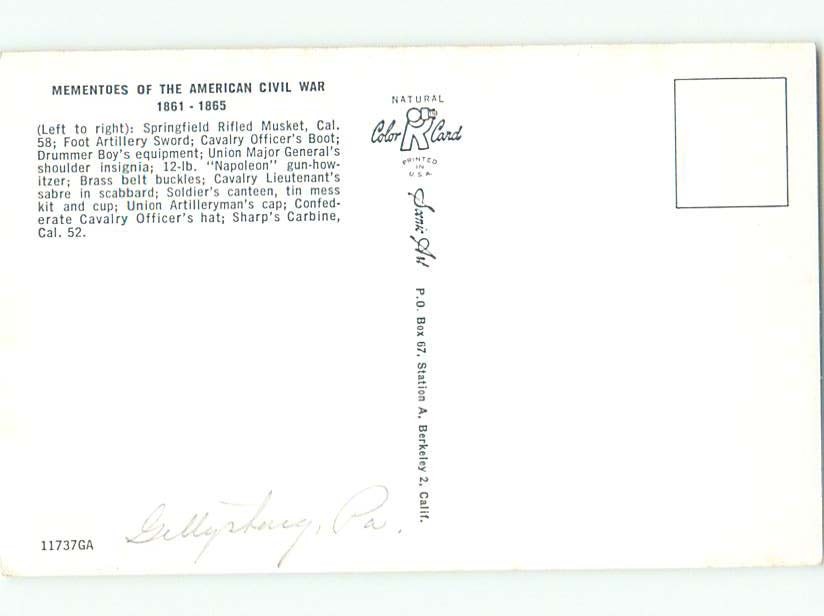 MEMENTOES OF THE AMERICAN CIVIL WAR
1861 - 1865
(Left to right): Springfield Rifled Musket, Cal.
58; Foot Artillery Sword; Cavalry Officer's Boot;
Drummer Boy's equipment; Union Major General's
shoulder insignia; 12-lb. "Napoleon" gun-how-
itzer; Brass belt buckles; Cavalry Lieutenant's
sabre in scabbard; Soldier's canteen, tin mess
kit and cup; Union Artilleryman's cap; Confed-
erate Cavalry Officer's hat; Sharp's Carbine,
Cal. 52.
NATURAL
Color Card
PRINTED
IN
U.S.A.
Scenic Art
P.O. Box 67, Station A, Berkeley 2, Calif.
Gettysburg, Pa.
11737GA